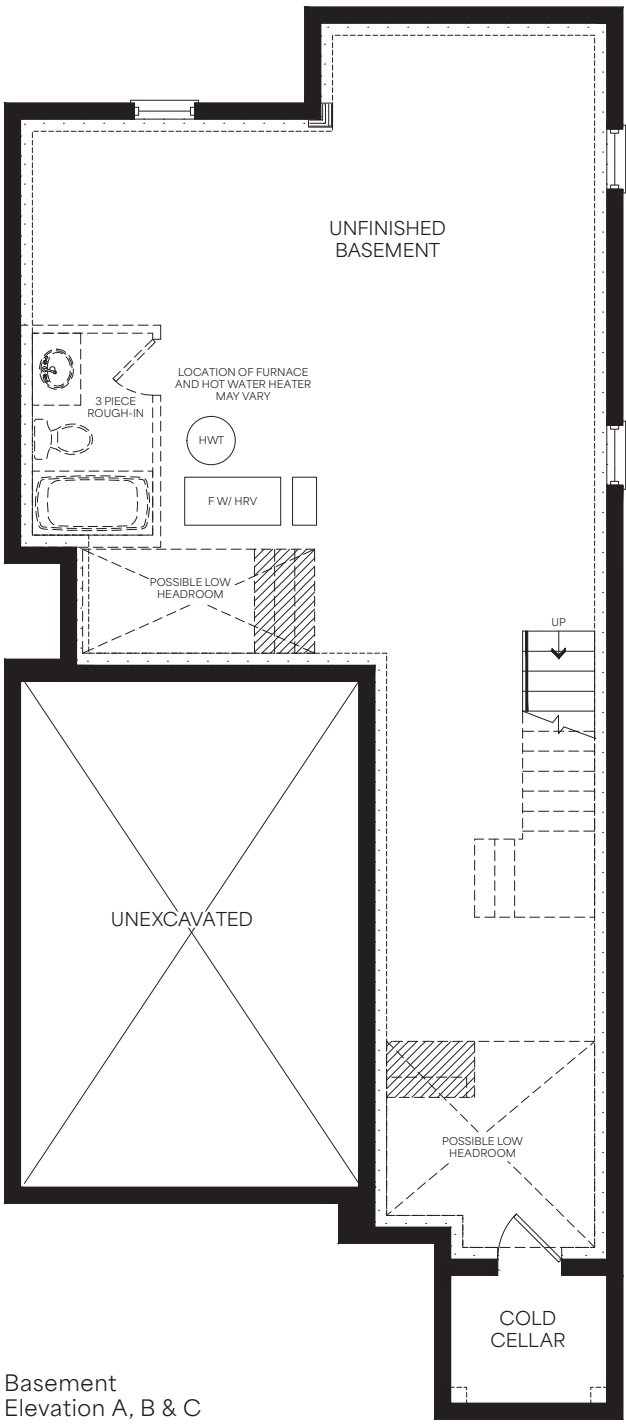 UNFINISHED
BASEMENT
LOCATION OF FURNACE
AND HOT WATER HEATER
MAY VARY
3 PIECE
ROUGH-IN
HWT
F W/ HRV
POSSIBLE LOW
HEADROOM
UP
UNEXCAVATED
POSSIBLE LOW
HEADROOM
COLD
CELLAR
Basement
Elevation A, B & C